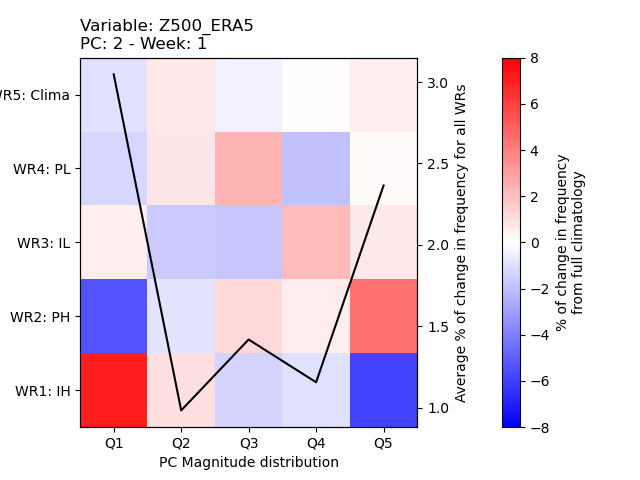 Variable: Z500_ERA5
PC: 2 - Week: 1
WR5: Clima
WR4: PL
WR3: IL
WR2: PH
WR1: IH
Q1 Q2 Q3 Q4 Q5
PC Magnitude distribution
3.0
2.5
2.0
1.5
1.0
Average % of change in frequency for all WRs
8
6
4
2
0
−2
−4
−6
−8
% of change in frequency
from full climatology